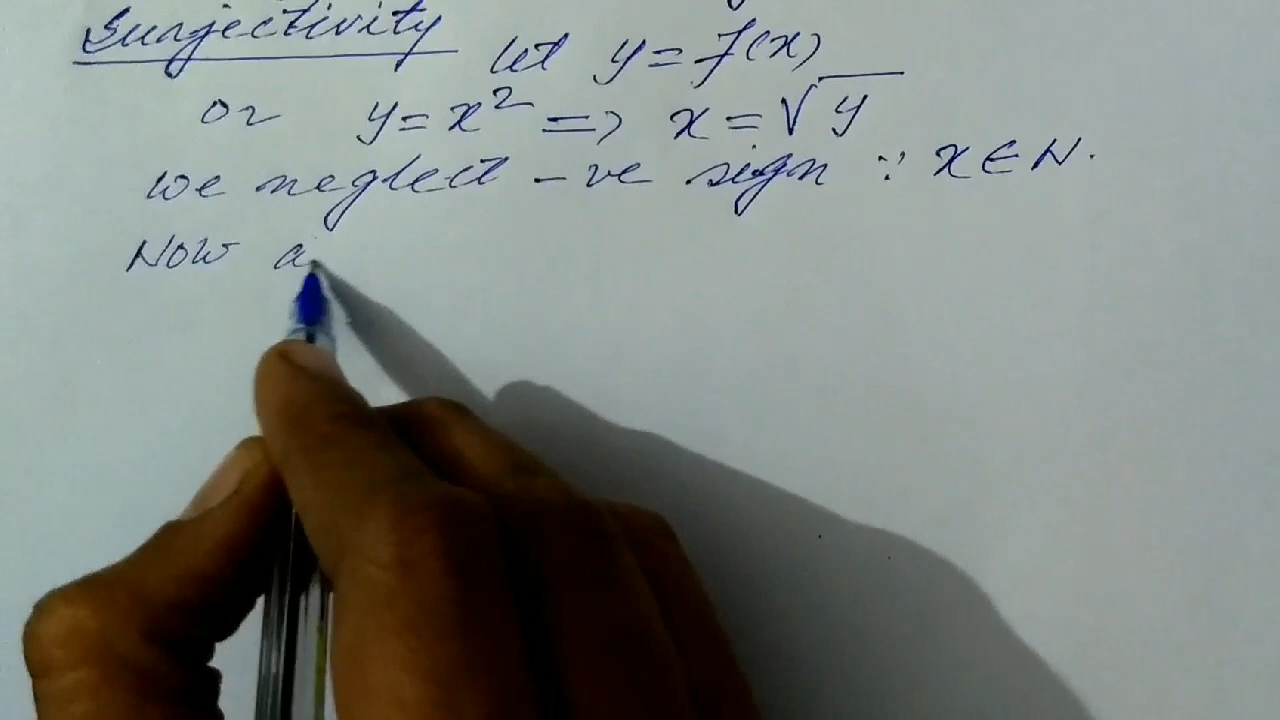 Surjectivity let y = f(x)
or y = x² => x = √y
we neglect -ve sign ∵ x ∈ N.
Now a